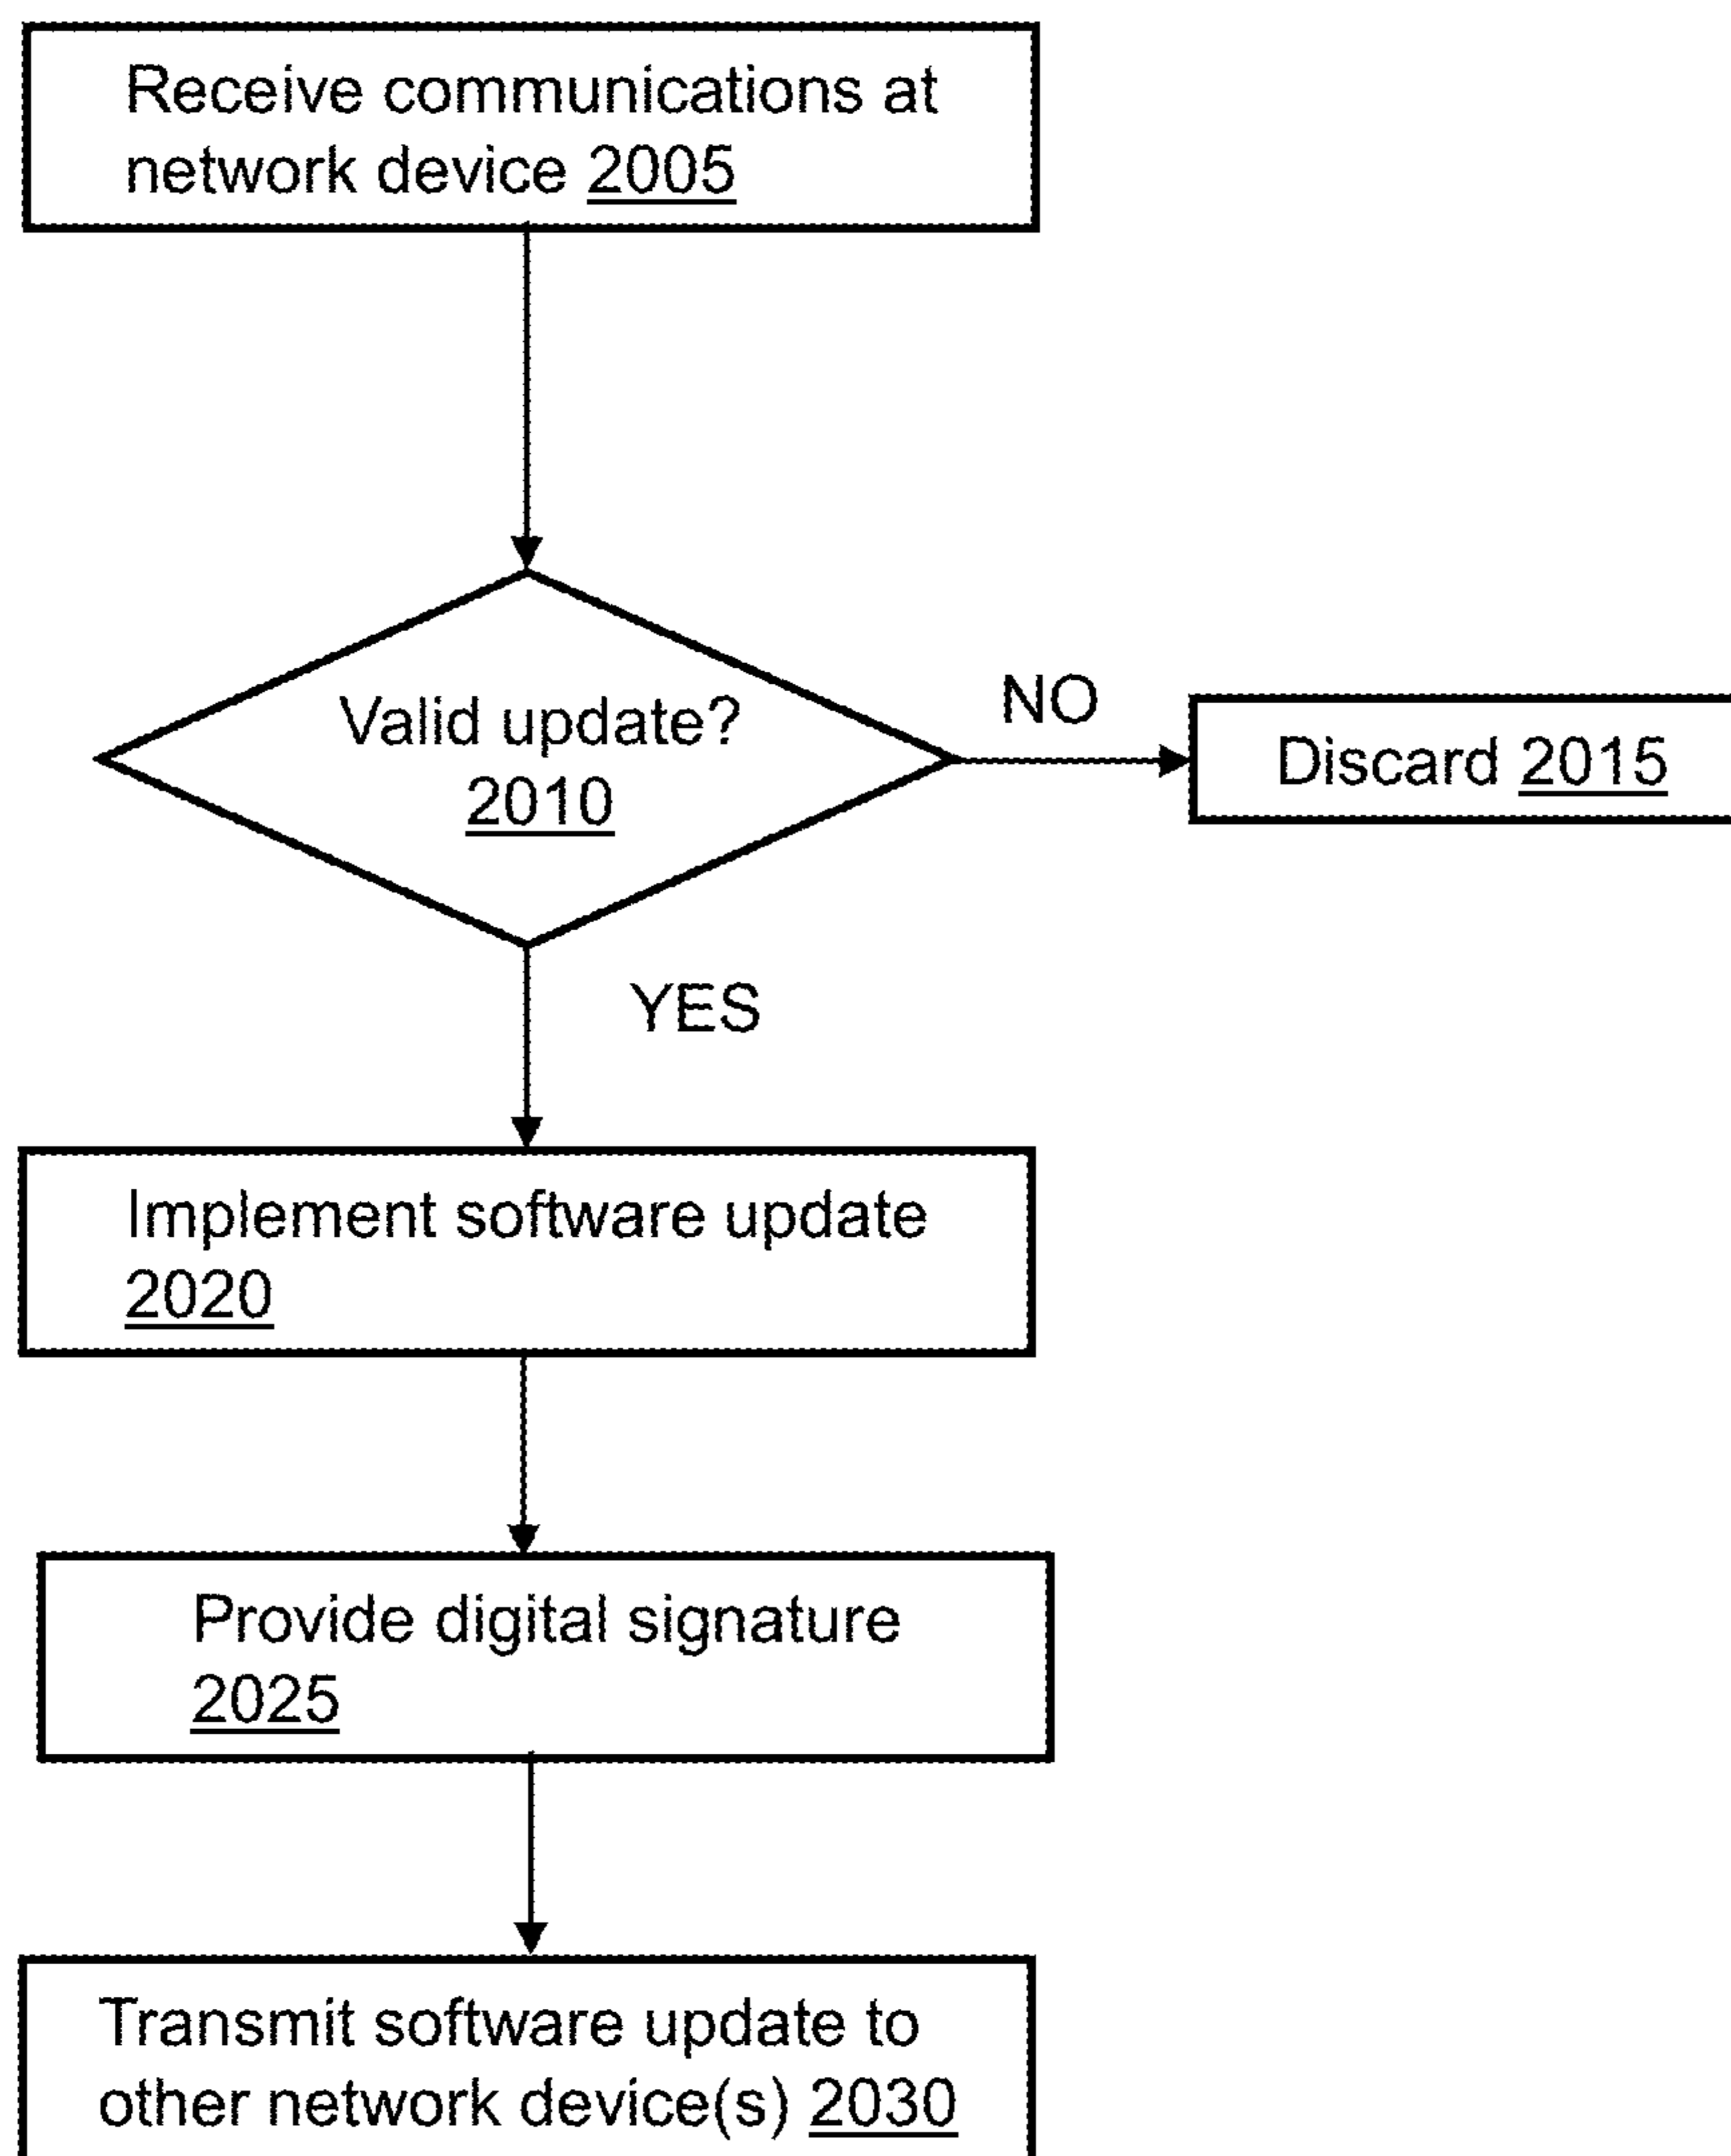 Receive communications at
network device 2005
Valid update?
2010
NO
Discard 2015
YES
Implement software update
2020
Provide digital signature
2025
Transmit software update to
other network device(s) 2030